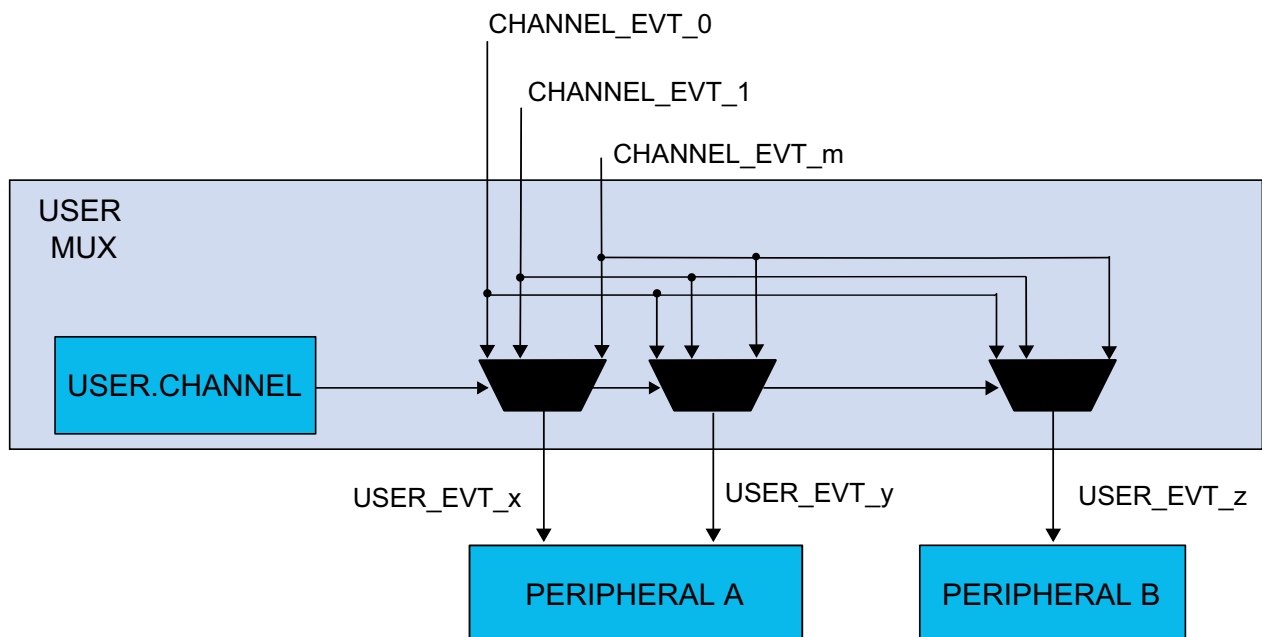 CHANNEL_EVT_0
CHANNEL_EVT_1
CHANNEL_EVT_m
USER
MUX
USER.CHANNEL
USER_EVT_x
USER_EVT_y
USER_EVT_z
PERIPHERAL A
PERIPHERAL B